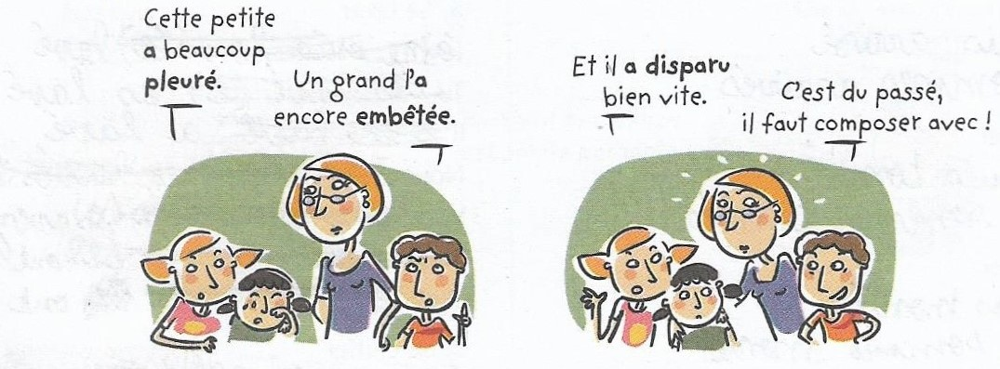 Cette petite
a beaucoup
pleuré.
Un grand l'a
encore embêtée.
Et il a disparu
bien vite.
C'est du passé,
il faut composer avec !